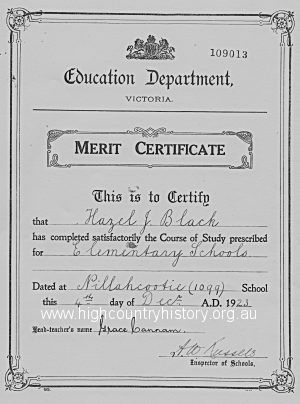 109013
Education Department,
VICTORIA.
MERIT CERTIFICATE
This is to Certify
that Hazel J. Black
has completed satisfactorily the Course of Study prescribed
for Elementary Schools.
Dated at Nillahcootie (1099) School
this 4th day of Decr. A.D. 1923
www.highcountryhistory.org.au
Head-teacher's name Grace Cannam.
Inspector of Schools.